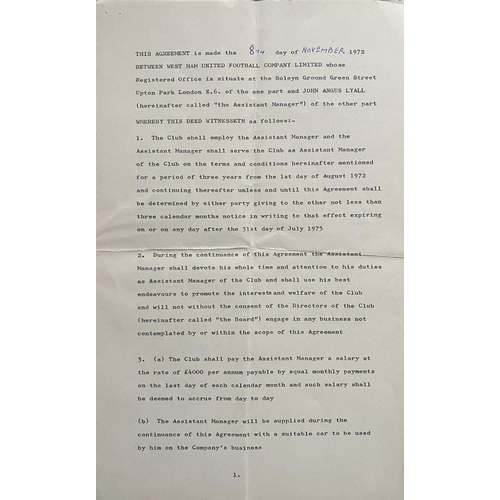 THIS AGREEMENT is made the 8TH day of NOVEMBER 1972
BETWEEN WEST HAM UNITED FOOTBALL COMPANY LIMITED whose
Registered Office is situate at the Boleyn Ground Green Street
Upton Park London E.6. of the one part and JOHN ANGUS LYALL
(hereinafter called "the Assistant Manager") of the other part
WHEREBY THIS DEED WITNESSETH as follows:-
1. The Club shall employ the Assistant Manager and the
Assistant Manager shall serve the Club as Assistant Manager
of the Club on the terms and conditions hereinafter mentioned
for a period of three years from the 1st day of August 1972
and continuing thereafter unless and until this Agreement shall
be determined by either party giving to the other not less than
three calendar months notice in writing to that effect expiring
on or on any day after the 31st day of July 1975
2. During the continuance of this Agreement the Assistant
Manager shall devote his whole time and attention to his duties
as Assistant Manager of the Club and shall use his best
endeavours to promote the interests and welfare of the Club
and will not without the consent of the Directors of the Club
(hereinafter called "the Board") engage in any business not
contemplated by or within the scope of this Agreement
3. (a) The Club shall pay the Assistant Manager a salary at
the rate of £4000 per annum payable by equal monthly payments
on the last day of each calendar month and such salary shall
be deemed to accrue from day to day
(b) The Assistant Manager will be supplied during the
continuance of this Agreement with a suitable car to be used
by him on the Company's business
1.